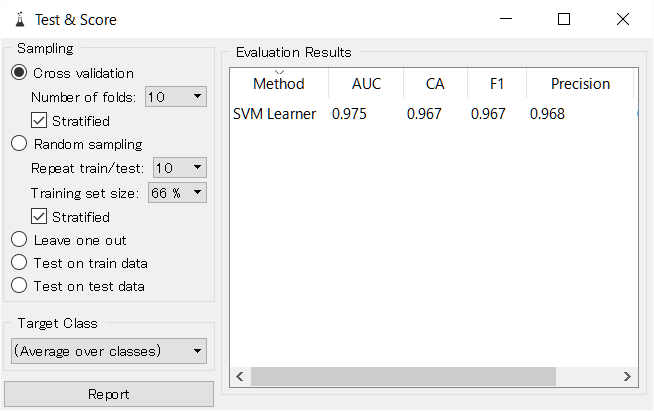 Test & Score
Sampling
Cross validation
Number of folds: 10
Stratified
Random sampling
Repeat train/test: 10
Training set size: 66 %
Stratified
Leave one out
Test on train data
Test on test data
Target Class
(Average over classes)
Report
Evaluation Results
Method AUC CA F1 Precision
SVM Learner 0.975 0.967 0.967 0.968